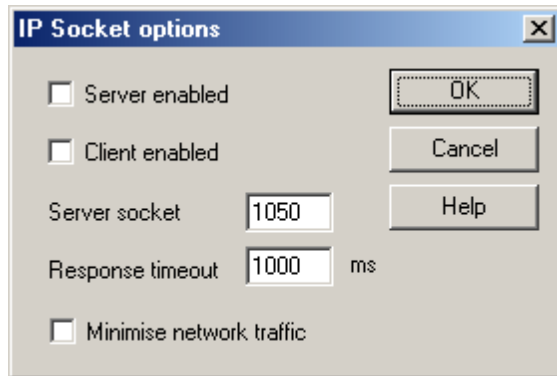 IP Socket options
Server enabled
OK
Client enabled
Cancel
Server socket 1050
Help
Response timeout 1000 ms
Minimise network traffic